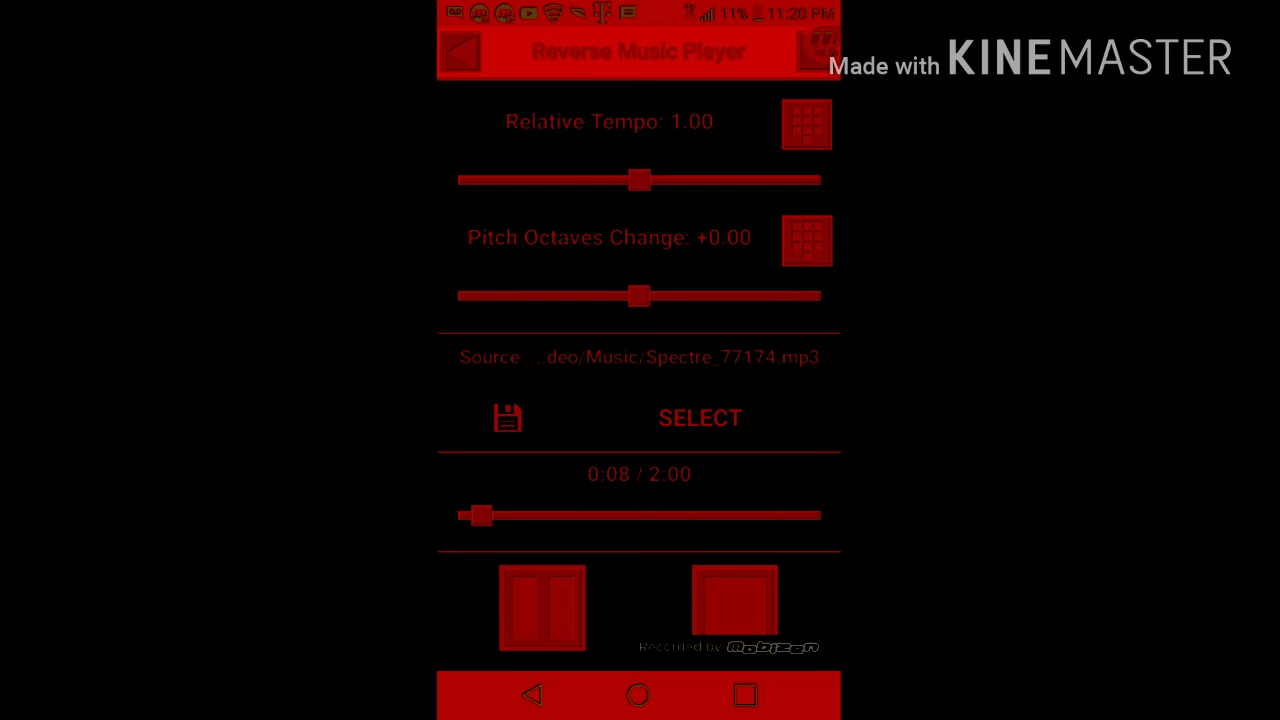 11% 11:20 PM
Reverse Music Player
Made with KINEMASTER
Relative Tempo: 1.00
Pitch Octaves Change: +0.00
Source: ...deo/Music/Spectre_77174.mp3
SELECT
0:08 / 2:00
Recorded by Mobizen